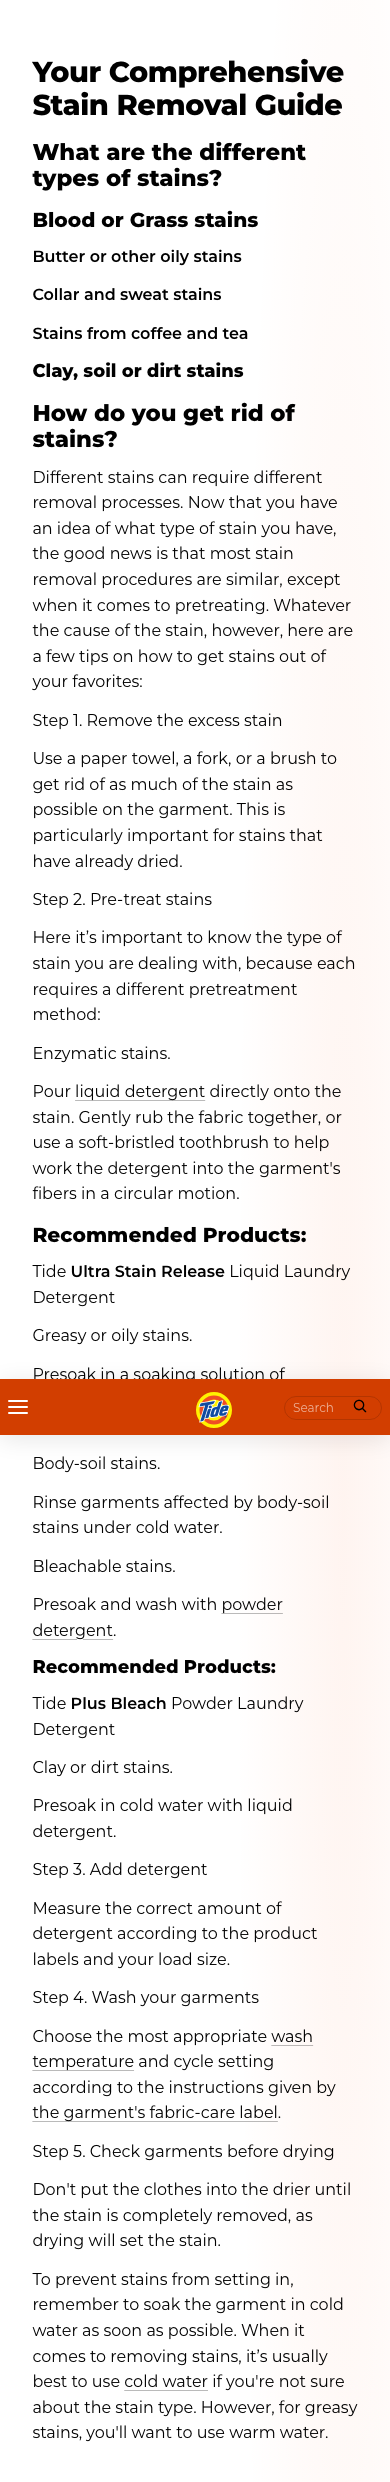 Your Comprehensive
Stain Removal Guide
What are the different
types of stains?
Blood or Grass stains
Butter or other oily stains
Collar and sweat stains
Stains from coffee and tea
Clay, soil or dirt stains
How do you get rid of
stains?
Different stains can require different
removal processes. Now that you have
an idea of what type of stain you have,
the good news is that most stain
removal procedures are similar, except
when it comes to pretreating. Whatever
the cause of the stain, however, here are
a few tips on how to get stains out of
your favorites:
Step 1. Remove the excess stain
Use a paper towel, a fork, or a brush to
get rid of as much of the stain as
possible on the garment. This is
particularly important for stains that
have already dried.
Step 2. Pre-treat stains
Here it’s important to know the type of
stain you are dealing with, because each
requires a different pretreatment
method:
Enzymatic stains.
Pour liquid detergent directly onto the
stain. Gently rub the fabric together, or
use a soft-bristled toothbrush to help
work the detergent into the garment's
fibers in a circular motion.
Recommended Products:
Tide Ultra Stain Release Liquid Laundry
Detergent
Greasy or oily stains.
Presoak in a soaking solution of
Tide
Search
Body-soil stains.
Rinse garments affected by body-soil
stains under cold water.
Bleachable stains.
Presoak and wash with powder
detergent.
Recommended Products:
Tide Plus Bleach Powder Laundry
Detergent
Clay or dirt stains.
Presoak in cold water with liquid
detergent.
Step 3. Add detergent
Measure the correct amount of
detergent according to the product
labels and your load size.
Step 4. Wash your garments
Choose the most appropriate wash
temperature and cycle setting
according to the instructions given by
the garment's fabric-care label.
Step 5. Check garments before drying
Don't put the clothes into the drier until
the stain is completely removed, as
drying will set the stain.
To prevent stains from setting in,
remember to soak the garment in cold
water as soon as possible. When it
comes to removing stains, it’s usually
best to use cold water if you're not sure
about the stain type. However, for greasy
stains, you'll want to use warm water.